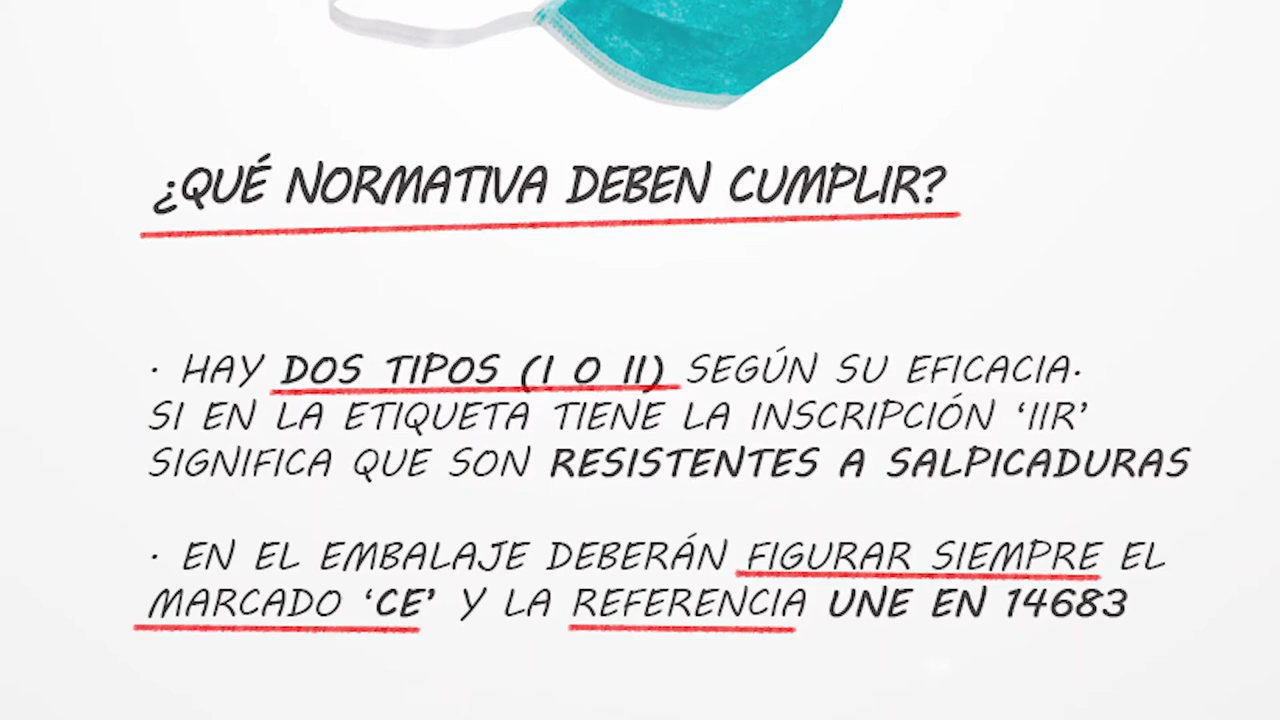 ¿QUÉ NORMATIVA DEBEN CUMPLIR?
· HAY DOS TIPOS (I O II) SEGÚN SU EFICACIA.
SI EN LA ETIQUETA TIENE LA INSCRIPCIÓN ‘IIR’
SIGNIFICA QUE SON RESISTENTES A SALPICADURAS
· EN EL EMBALAJE DEBERÁN FIGURAR SIEMPRE EL
MARCADO ‘CE’ Y LA REFERENCIA UNE EN 14683